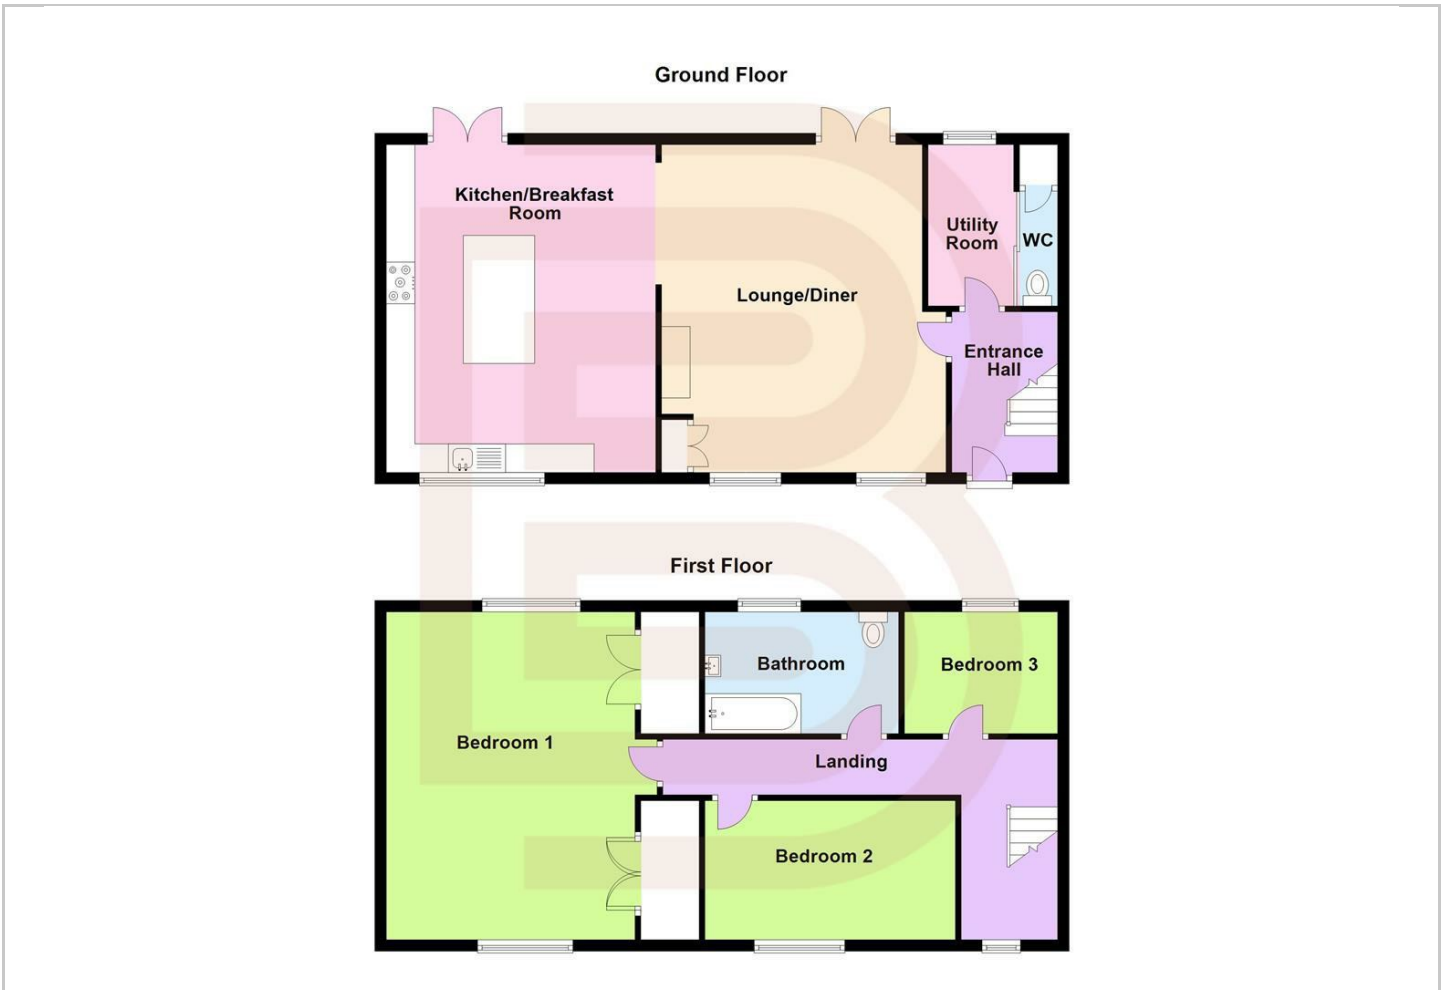 Ground Floor
Kitchen/Breakfast
Room
Utility
Room
WC
Lounge/Diner
Entrance
Hall
First Floor
Bathroom
Bedroom 3
Bedroom 1
Landing
Bedroom 2